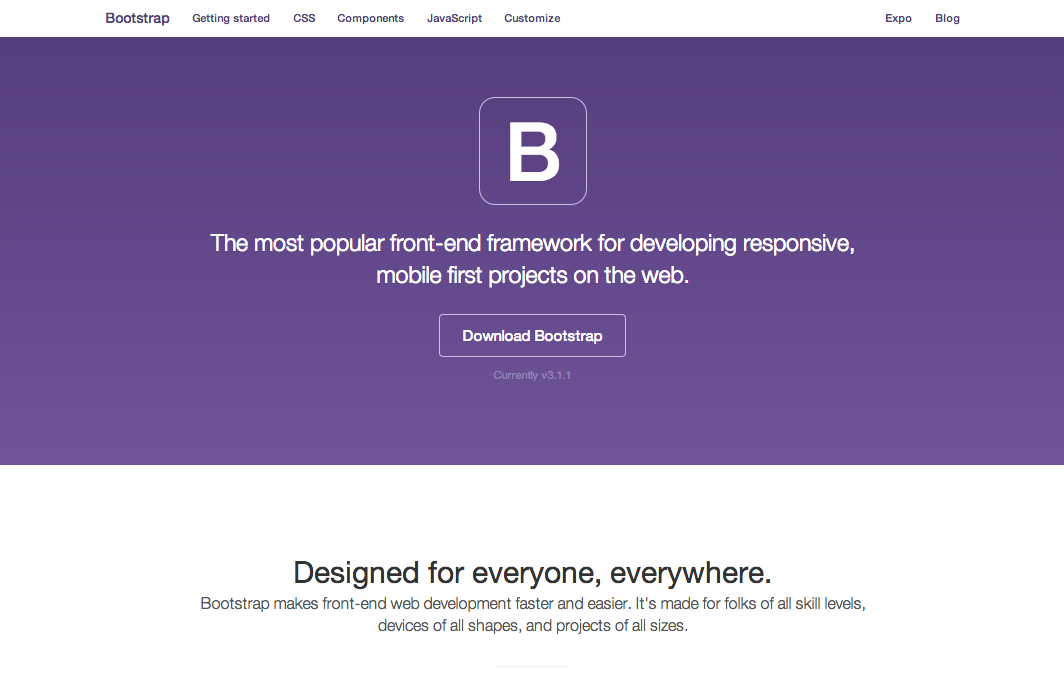 Bootstrap Getting started CSS Components JavaScript Customize Expo Blog
B
The most popular front-end framework for developing responsive,
mobile first projects on the web.
Download Bootstrap
Currently v3.1.1
Designed for everyone, everywhere.
Bootstrap makes front-end web development faster and easier. It's made for folks of all skill levels,
devices of all shapes, and projects of all sizes.